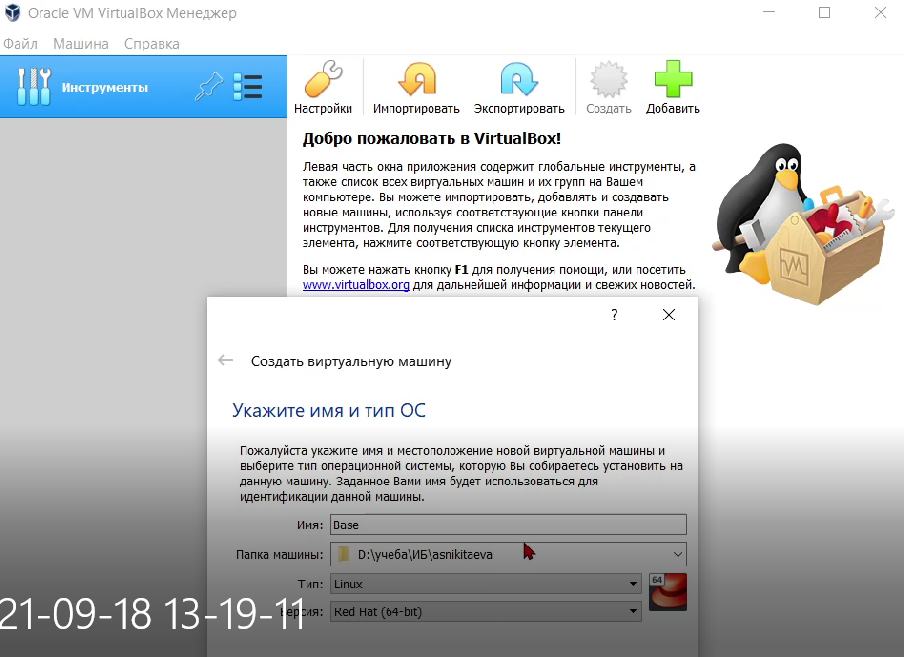 Oracle VM VirtualBox Менеджер
Файл Машина Справка
Инструменты
Настройки Импортировать Экспортировать Создать Добавить
Добро пожаловать в VirtualBox!
Левая часть окна приложения содержит глобальные инструменты, а
также список всех виртуальных машин и их групп на Вашем
компьютере. Вы можете импортировать, добавлять и создавать
новые машины, используя соответствующие кнопки панели
инструментов. Для получения списка инструментов текущего
элемента, нажмите соответствующую кнопку элемента.
Вы можете нажать кнопку F1 для получения помощи, или посетить
www.virtualbox.org для дальнейшей информации и свежих новостей.
?
Создать виртуальную машину
Укажите имя и тип ОС
Пожалуйста укажите имя и местоположение новой виртуальной машины и
выберите тип операционной системы, которую Вы собираетесь установить на
данную машину. Заданное Вами имя будет использоваться для
идентификации данной машины.
Имя: Base
Папка машины: D:\учеба\ИБ\asnikitaeva
Тип: Linux
64
Версия: Red Hat (64-bit)
21-09-18 13-19-11